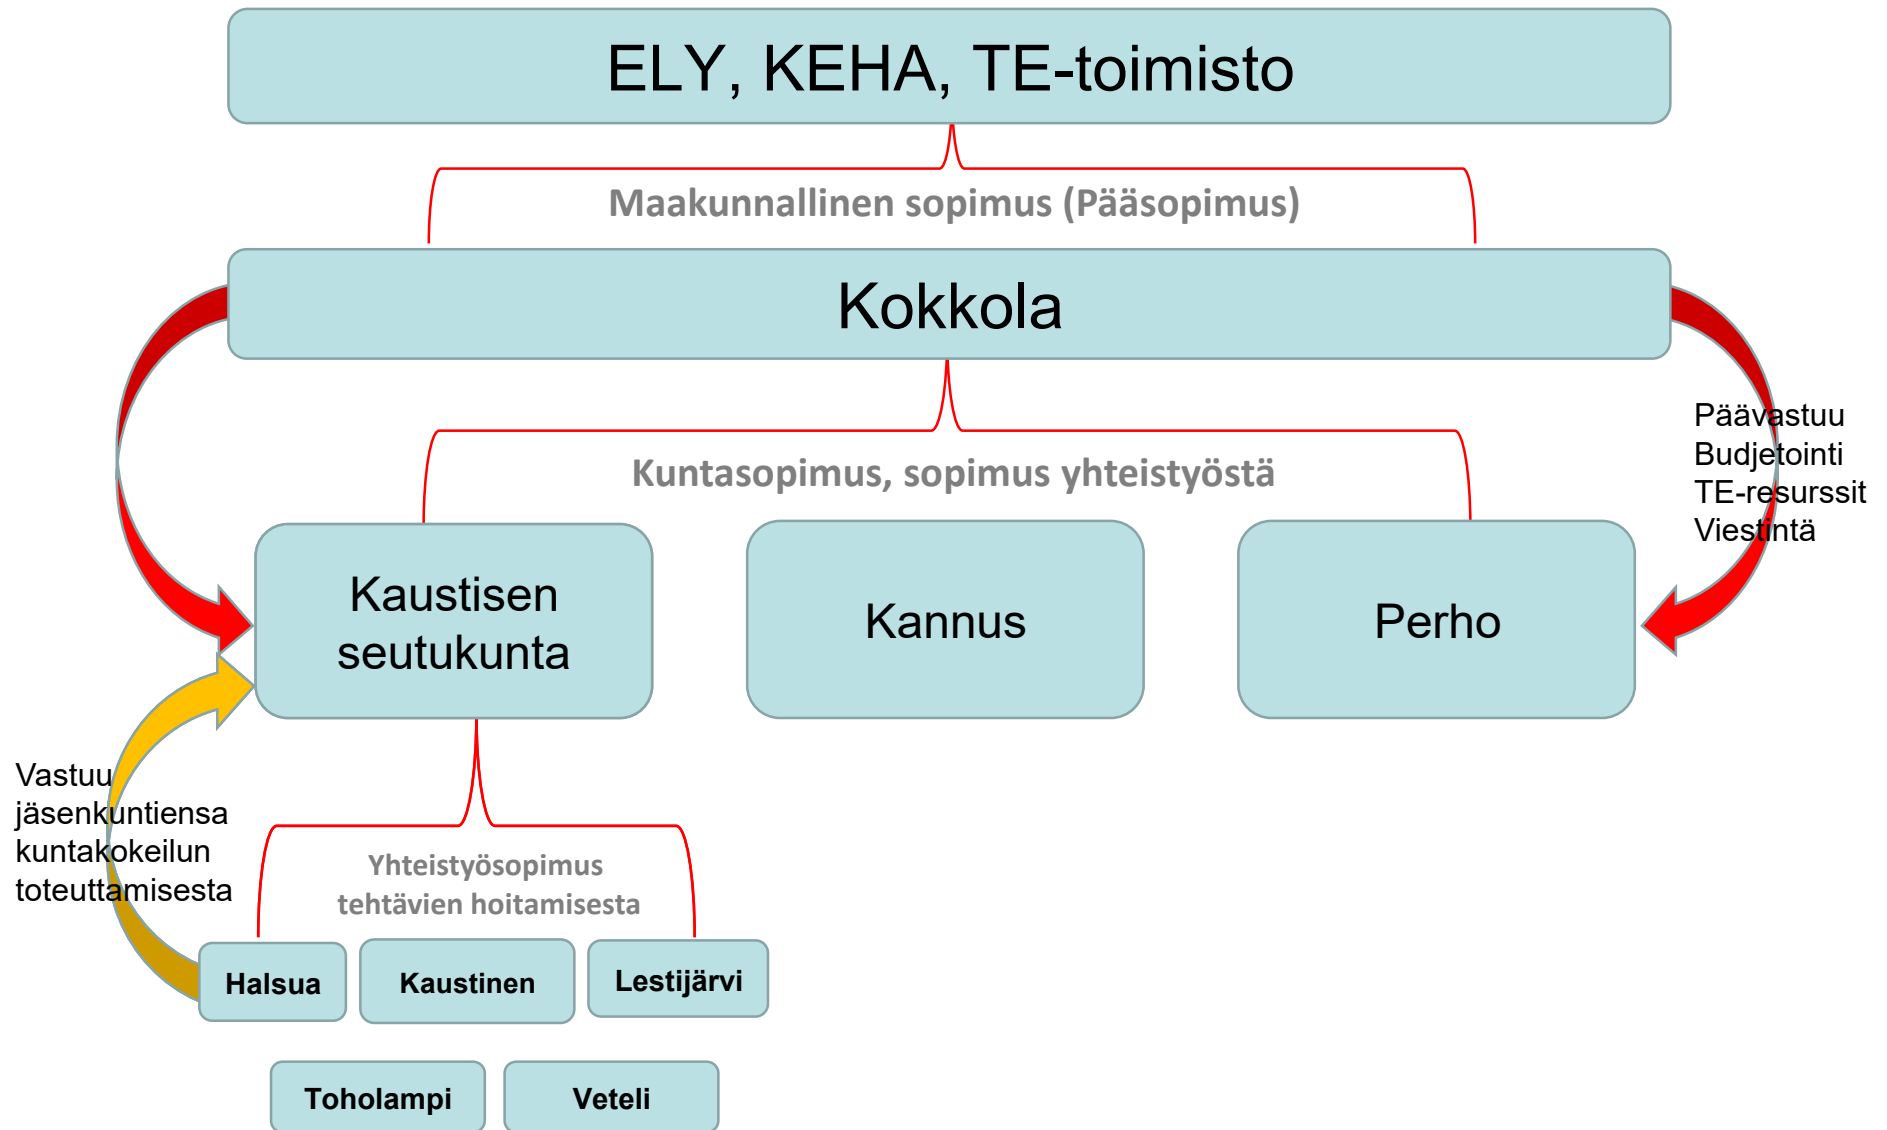 ELY, KEHA, TE-toimisto
Maakunnallinen sopimus (Pääsopimus)
Kokkola
Päävastuu
Budjetointi
TE-resurssit
Viestintä
Kuntasopimus, sopimus yhteistyöstä
Kaustisen
seutukunta
Kannus
Perho
Vastuu
jäsenkuntiensa
kuntakokeilun
toteuttamisesta
Yhteistyösopimus
tehtävien hoitamisesta
Halsua
Kaustinen
Lestijärvi
Toholampi
Veteli